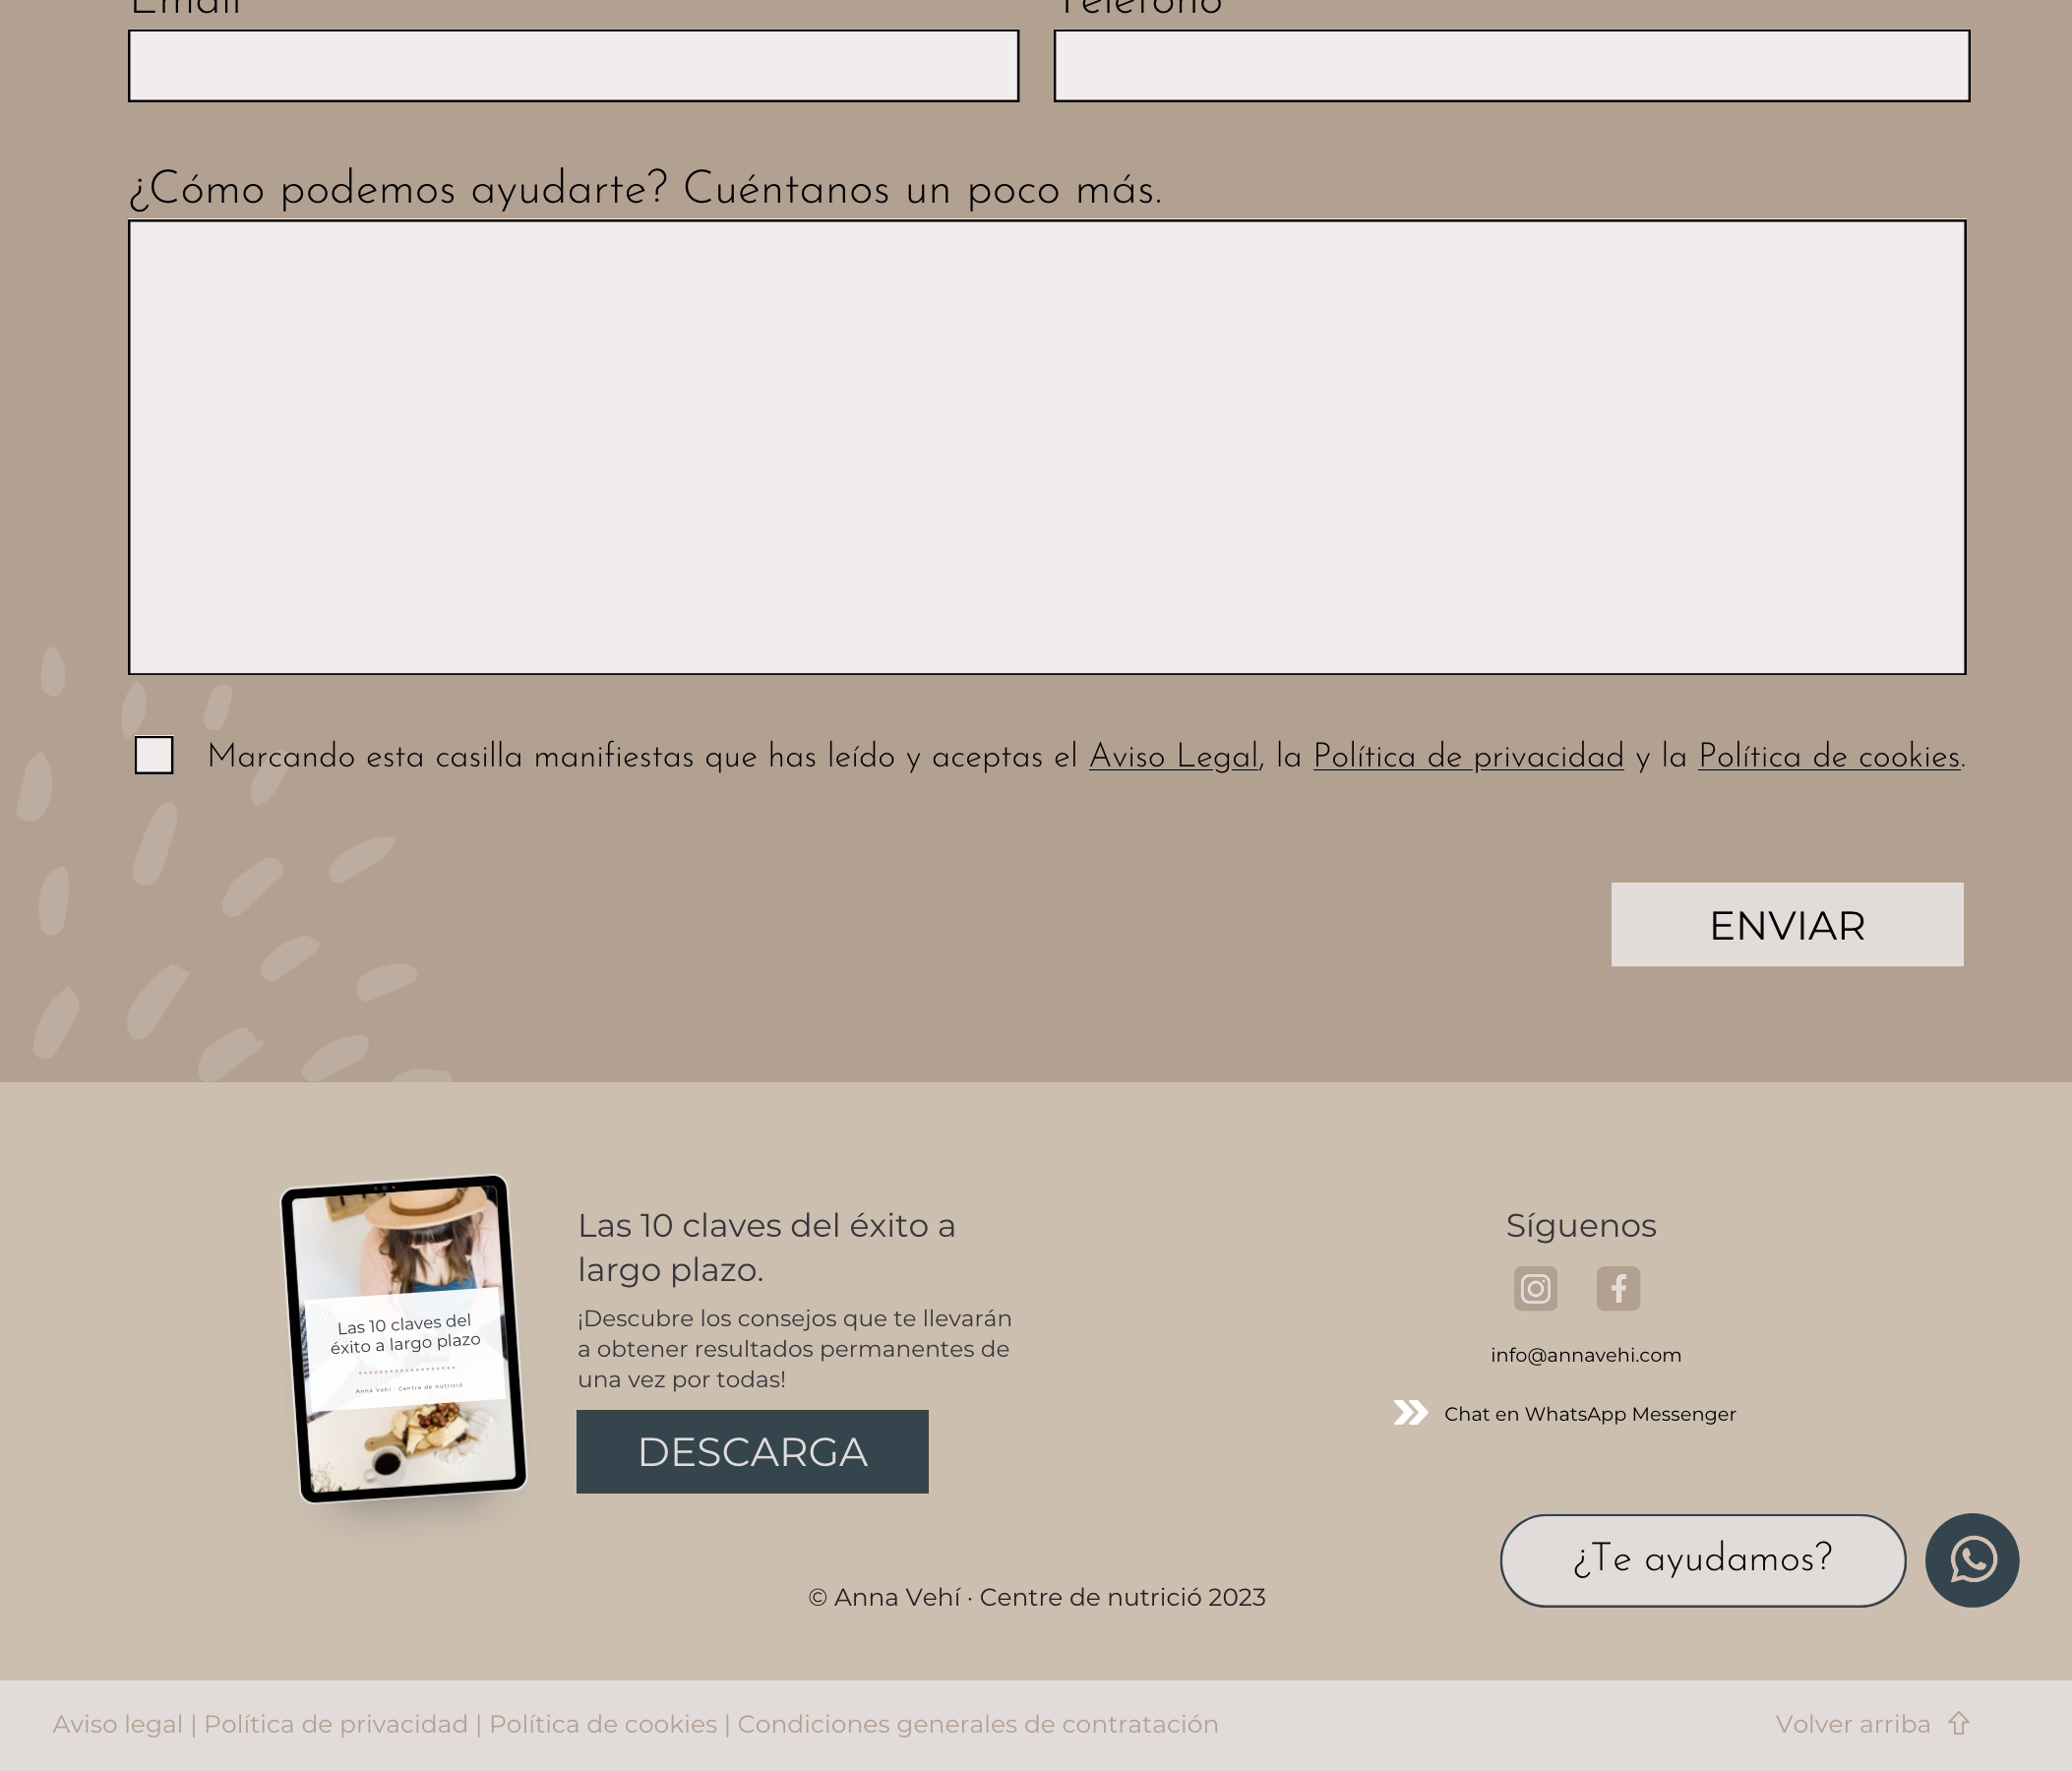 Email
Teléfono
¿Cómo podemos ayudarte? Cuéntanos un poco más.
Marcando esta casilla manifiestas que has leído y aceptas el Aviso Legal, la Política de privacidad y la Política de cookies.
ENVIAR
Las 10 claves del
éxito a largo plazo
Anna Vehí · Centre de nutrició
Las 10 claves del éxito a
largo plazo.
¡Descubre los consejos que te llevarán
a obtener resultados permanentes de
una vez por todas!
DESCARGA
Síguenos
info@annavehi.com
Chat en WhatsApp Messenger
¿Te ayudamos?
© Anna Vehí · Centre de nutrició 2023
Aviso legal | Política de privacidad | Política de cookies | Condiciones generales de contratación
Volver arriba